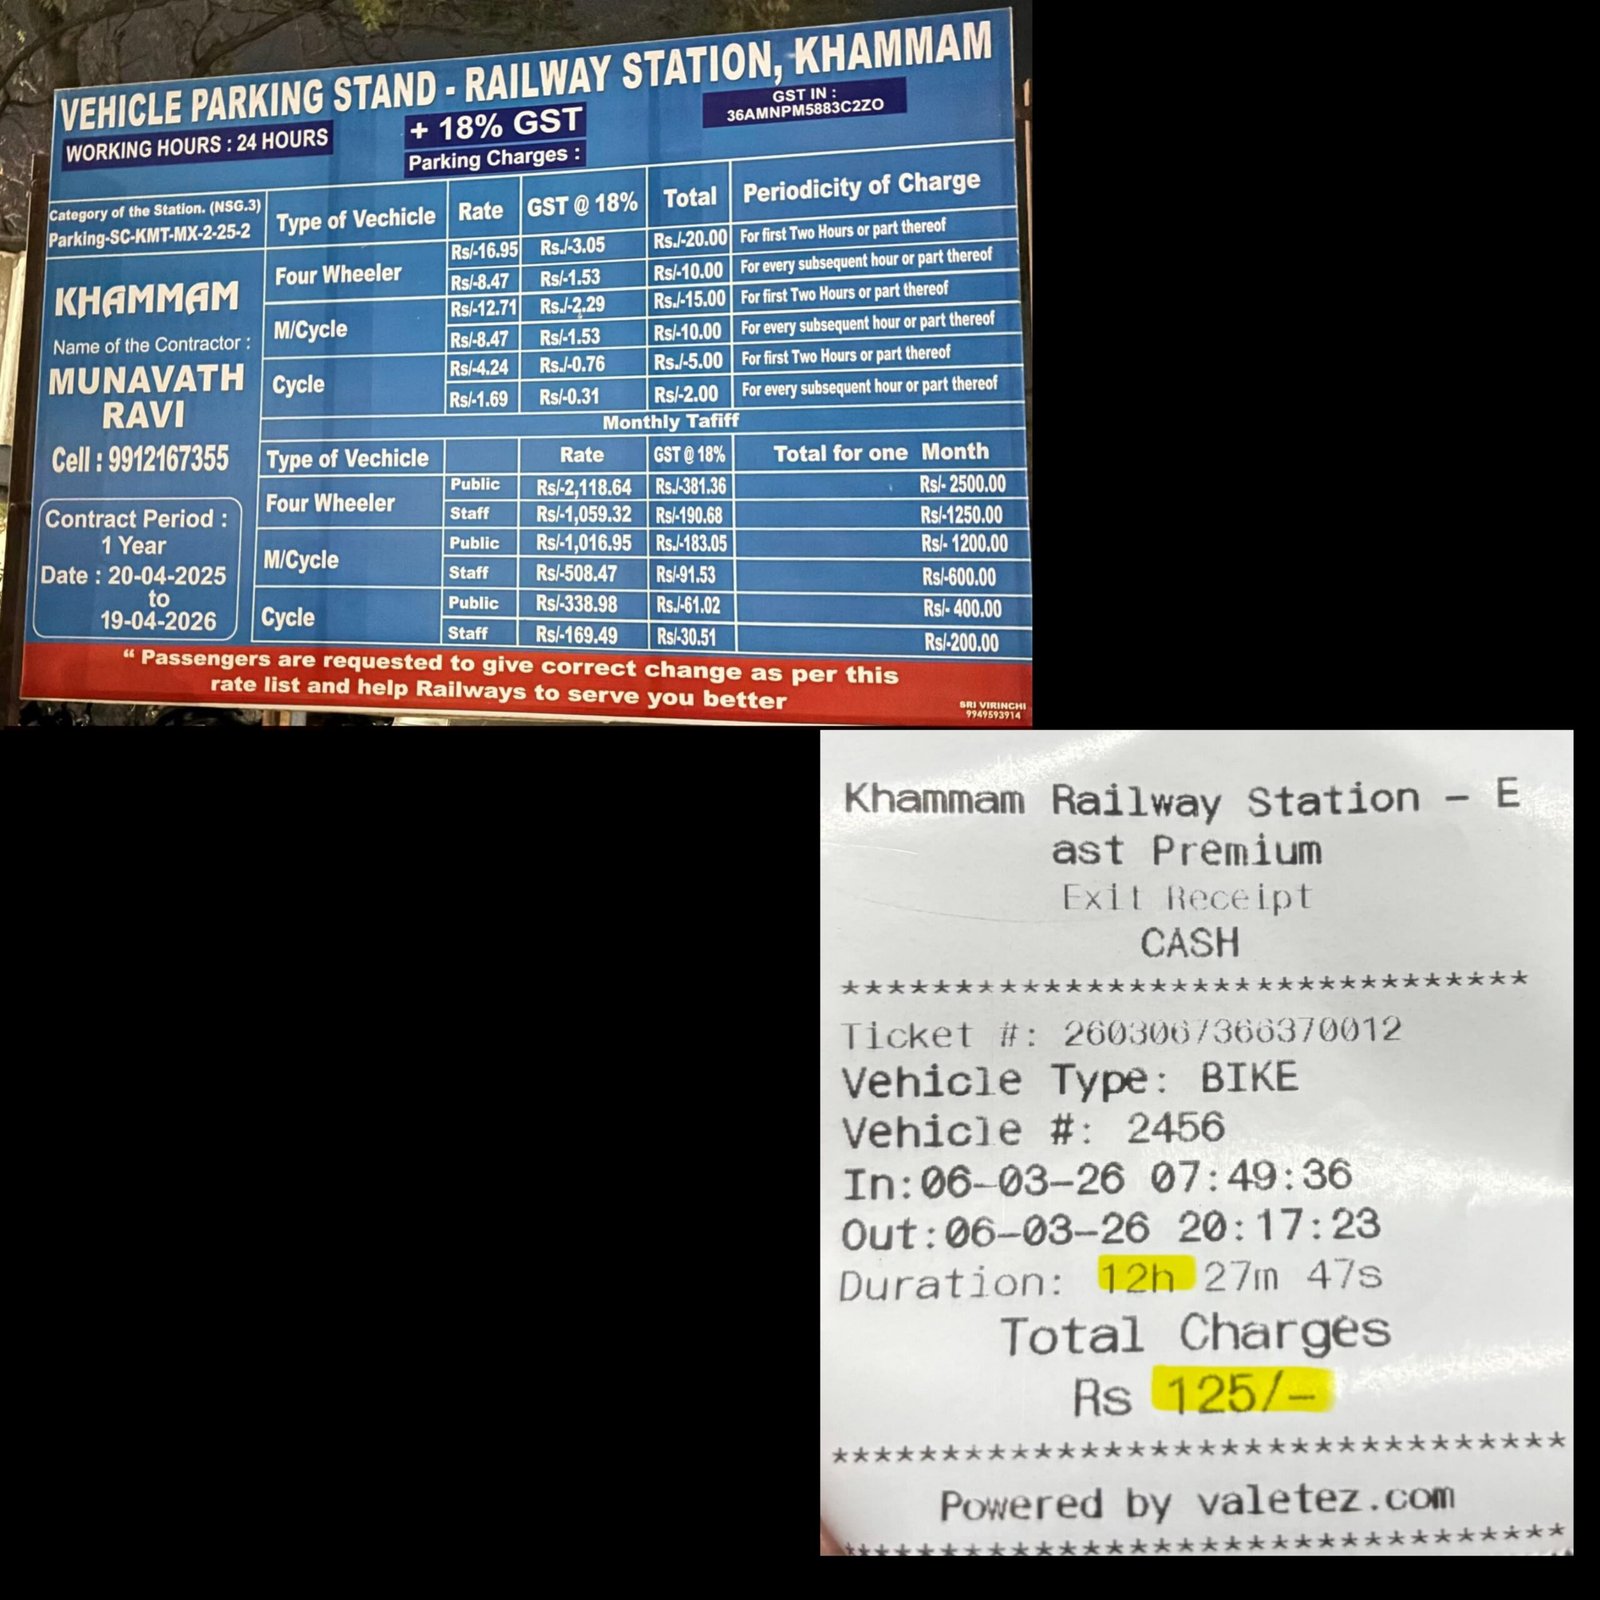 VEHICLE PARKING STAND - RAILWAY STATION, KHAMMAM
WORKING HOURS : 24 HOURS
+ 18% GST
Parking Charges :
GST IN :
36AMNPM5883C2ZO
Category of the Station. (NSG.3)
Parking-SC-KMT-MX-2-25-2
KHAMMAM
Name of the Contractor :
MUNAVATH
RAVI
Cell : 9912167355
Contract Period :
1 Year
Date : 20-04-2025
to
19-04-2026
Type of Vechicle Rate GST @ 18% Total Periodicity of Charge
Four Wheeler Rs/-16.95 Rs./-3.05 Rs./-20.00 For first Two Hours or part thereof
Rs/-8.47 Rs/-1.53 Rs/-10.00 For every subsequent hour or part thereof
M/Cycle Rs/-12.71 Rs./-2.29 Rs./-15.00 For first Two Hours or part thereof
Rs/-8.47 Rs/-1.53 Rs/-10.00 For every subsequent hour or part thereof
Cycle Rs/-4.24 Rs./-0.76 Rs./-5.00 For first Two Hours or part thereof
Rs/-1.69 Rs/-0.31 Rs/-2.00 For every subsequent hour or part thereof
Monthly Tafiff
Type of Vechicle Rate GST @ 18% Total for one Month
Four Wheeler Public Rs/-2,118.64 Rs./-381.36 Rs/- 2500.00
Staff Rs/-1,059.32 Rs/-190.68 Rs/-1250.00
M/Cycle Public Rs/-1,016.95 Rs./-183.05 Rs/- 1200.00
Staff Rs/-508.47 Rs/-91.53 Rs/-600.00
Cycle Public Rs/-338.98 Rs./-61.02 Rs/- 400.00
Staff Rs/-169.49 Rs/-30.51 Rs/-200.00
“ Passengers are requested to give correct change as per this
rate list and help Railways to serve you better
SRI VIRINCHI
9949593914
Khammam Railway Station - E
ast Premium
Exit Receipt
CASH
******************************
Ticket #: 2603067366370012
Vehicle Type: BIKE
Vehicle #: 2456
In:06-03-26 07:49:36
Out:06-03-26 20:17:23
Duration: 12h 27m 47s
Total Charges
Rs 125/-
********************************
Powered by valetez.com
********************************